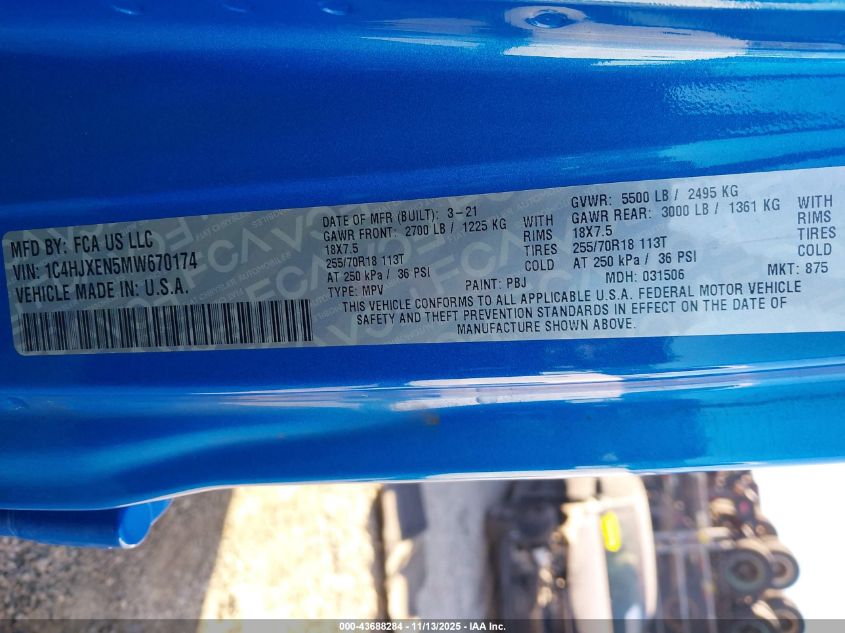 MFD BY: FCA US LLC
VIN: 1C4HJXEN5MW670174
VEHICLE MADE IN: U.S.A.
DATE OF MFR (BUILT): 3-21
GAWR FRONT: 2700 LB / 1225 KG WITH
18X7.5 RIMS
255/70R18 113T TIRES
AT 250 kPa / 36 PSI COLD
TYPE: MPV PAINT: PBJ
GVWR: 5500 LB / 2495 KG
GAWR REAR: 3000 LB / 1361 KG WITH
18X7.5 RIMS
255/70R18 113T TIRES
AT 250 kPa / 36 PSI COLD
MDH: 031506 MKT: 875
THIS VEHICLE CONFORMS TO ALL APPLICABLE U.S.A. FEDERAL MOTOR VEHICLE
SAFETY AND THEFT PREVENTION STANDARDS IN EFFECT ON THE DATE OF
MANUFACTURE SHOWN ABOVE.
000-43688284 - 11/13/2025 - IAA Inc.